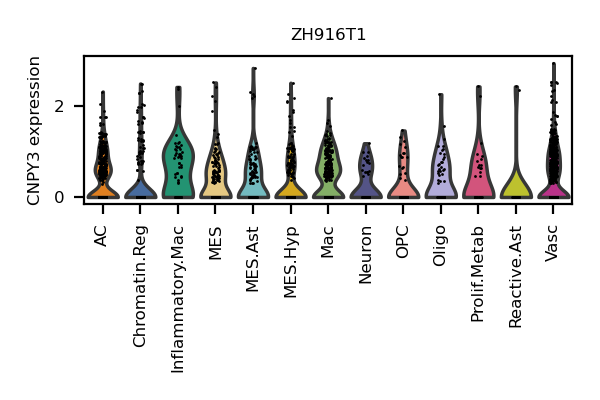 ZH916T1
CNPY3 expression
2
0
AC
Chromatin.Reg
Inflammatory.Mac
MES
MES.Ast
MES.Hyp
Mac
Neuron
OPC
Oligo
Prolif.Metab
Reactive.Ast
Vasc